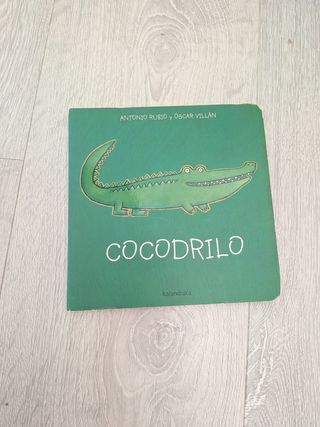 ANTONIO RUBIO y ÓSCAR VILLÁN
COCODRILO
kalandraka